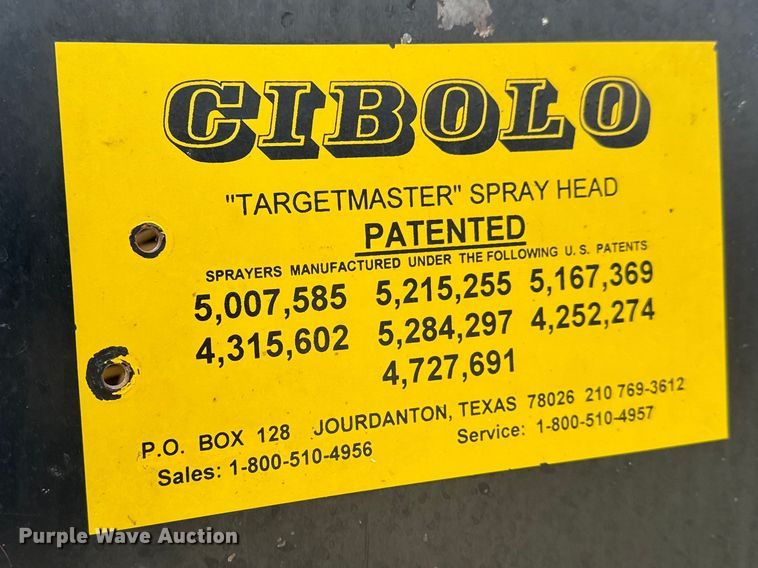 CIBOLO
"TARGETMASTER" SPRAY HEAD
PATENTED
SPRAYERS MANUFACTURED UNDER THE FOLLOWING U.S. PATENTS
5,007,585 5,215,255 5,167,369
4,315,602 5,284,297 4,252,274
4,727,691
P.O. BOX 128 JOURDANTON, TEXAS 78026 210 769-3612
Sales: 1-800-510-4956 Service: 1-800-510-4957
Purple Wave Auction